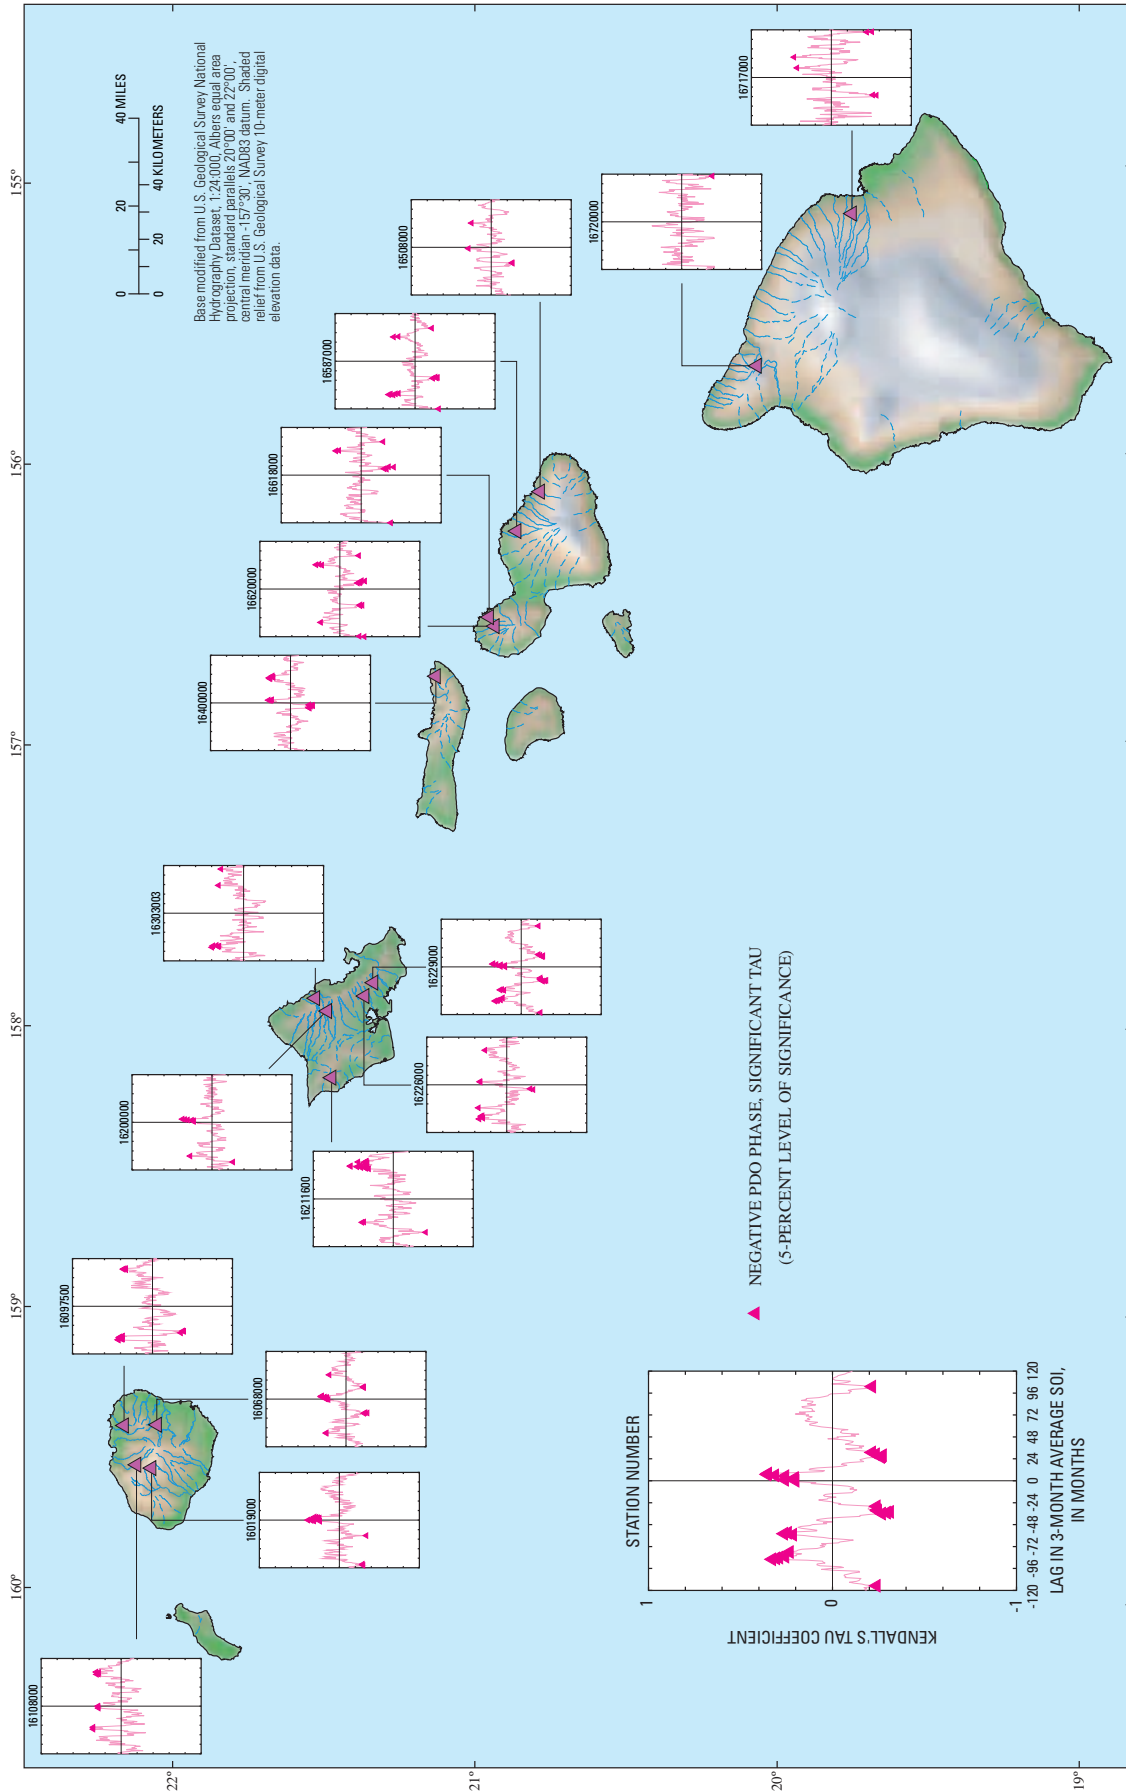 160°
159°
158°
157°
156°
155°
22°
21°
20°
19°
0
20
40 MILES
0
20
40 KILOMETERS
Base modified from U.S. Geological Survey National
Hydrography Dataset, 1:24:000, Albers equal area
projection, standard parallels 20°00' and 22°00',
central meridian -157°30', NAD83 datum. Shaded
relief from U.S. Geological Survey 10-meter digital
elevation data.
16108000
16019000
16068000
16097500
16211600
16200000
16226000
16229000
16303003
16400000
16620000
16618000
16587000
16508000
16720000
16717000
STATION NUMBER
1
0
-1
KENDALL'S TAU COEFFICIENT
-120 -96 -72 -48 -24 0 24 48 72 96 120
LAG IN 3-MONTH AVERAGE SOI,
IN MONTHS
NEGATIVE PDO PHASE, SIGNIFICANT TAU
(5-PERCENT LEVEL OF SIGNIFICANCE)